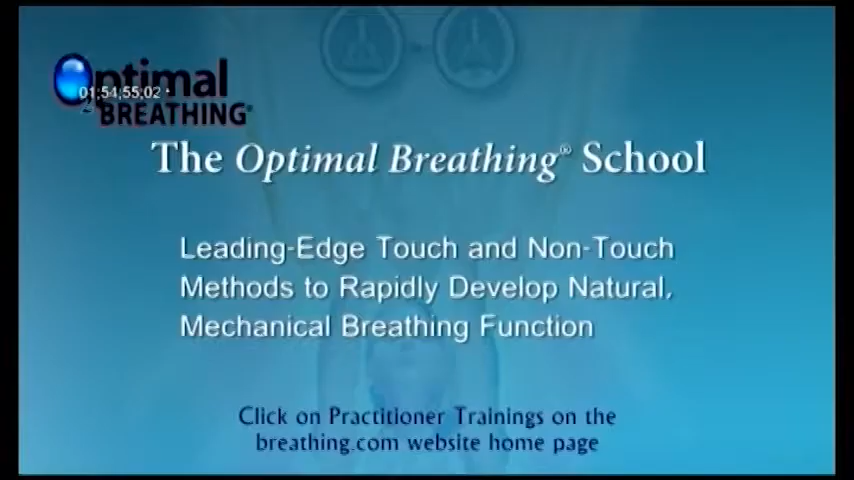 Optimal
01;54;55;02 *
BREATHING®
The Optimal Breathing® School
Leading-Edge Touch and Non-Touch
Methods to Rapidly Develop Natural,
Mechanical Breathing Function
Click on Practitioner Trainings on the
breathing.com website home page